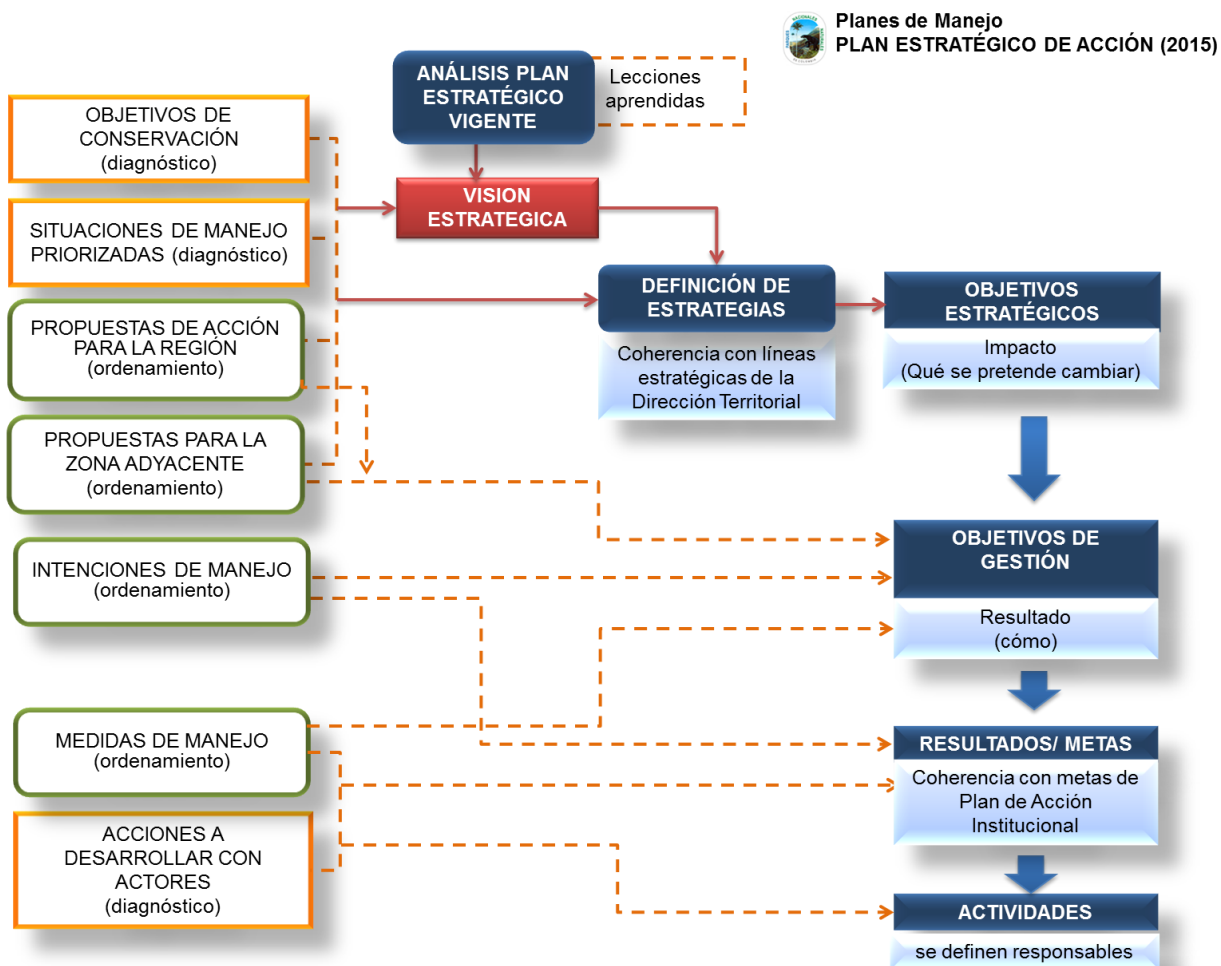 Planes de Manejo
PLAN ESTRATÉGICO DE ACCIÓN (2015)
ANÁLISIS PLAN
ESTRATÉGICO
VIGENTE
Lecciones
aprendidas
OBJETIVOS DE
CONSERVACIÓN
(diagnóstico)
VISION
ESTRATEGICA
SITUACIONES DE MANEJO
PRIORIZADAS (diagnóstico)
DEFINICIÓN DE
ESTRATEGIAS
Coherencia con líneas
estratégicas de la
Dirección Territorial
OBJETIVOS
ESTRATÉGICOS
Impacto
(Qué se pretende cambiar)
PROPUESTAS DE ACCIÓN
PARA LA REGIÓN
(ordenamiento)
PROPUESTAS PARA LA
ZONA ADYACENTE
(ordenamiento)
INTENCIONES DE MANEJO
(ordenamiento)
OBJETIVOS DE
GESTIÓN
Resultado
(cómo)
MEDIDAS DE MANEJO
(ordenamiento)
RESULTADOS/ METAS
Coherencia con metas de
Plan de Acción
Institucional
ACCIONES A
DESARROLLAR CON
ACTORES
(diagnóstico)
ACTIVIDADES
se definen responsables